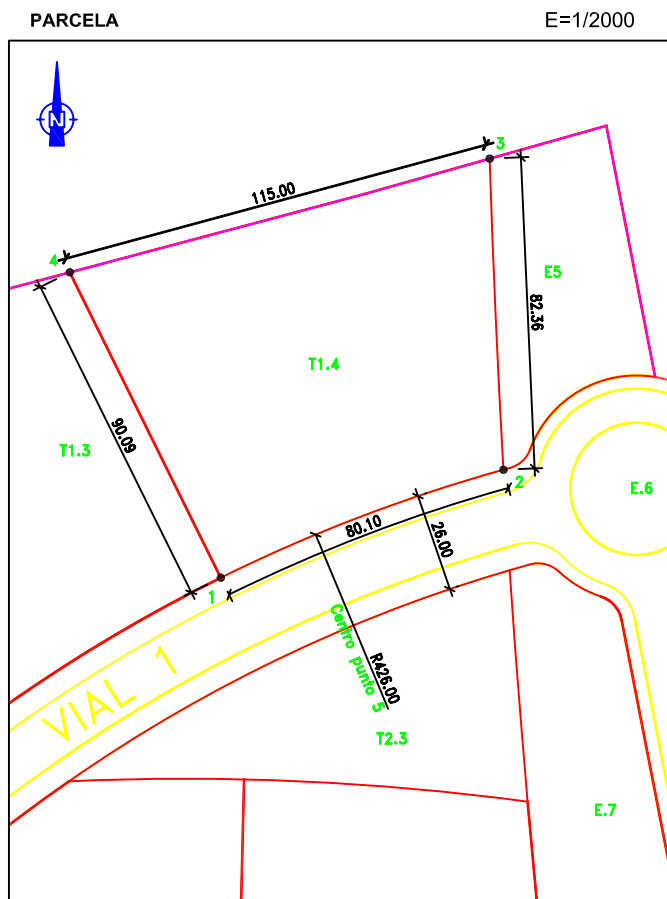 PARCELA
E=1/2000
N
3
115.00
4
E5
82.36
T1.4
90.09
T1.3
2
E.6
80.10
26.00
1
Centro punto 5
R426.00
VIAL 1
T2.3
E.7